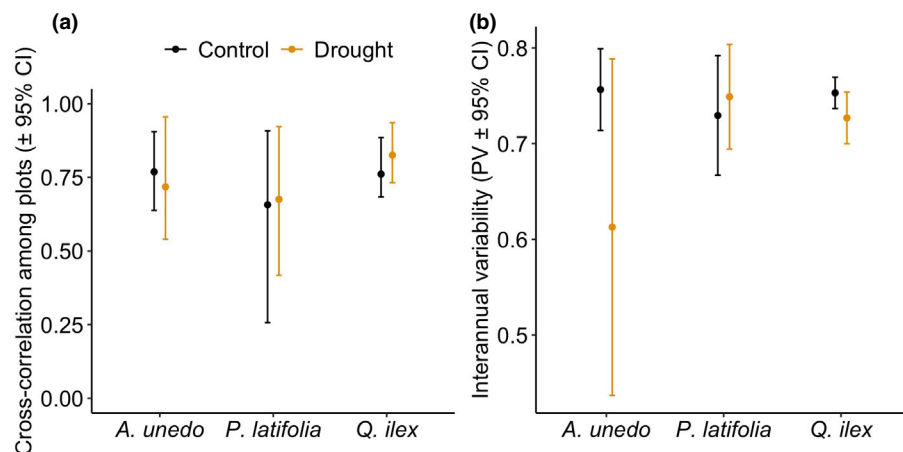 (a)
Control Drought
Cross-correlation among plots (± 95% CI)
1.00
0.75
0.50
0.25
0.00
A. unedo P. latifolia Q. ilex
(b)
Interannual variability (PV ± 95% CI)
0.8
0.7
0.6
0.5
A. unedo P. latifolia Q. ilex